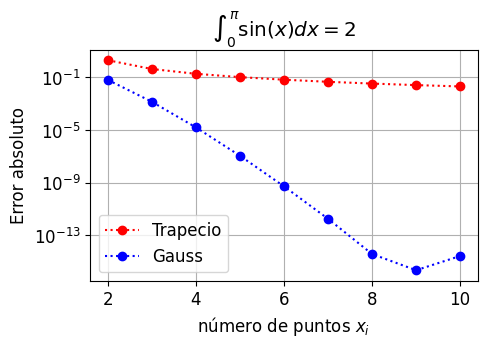 ∫₀^π sin(x)dx = 2
Error absoluto
10⁻¹
10⁻⁵
10⁻⁹
10⁻¹³
Trapecio
Gauss
2 4 6 8 10
número de puntos xᵢ